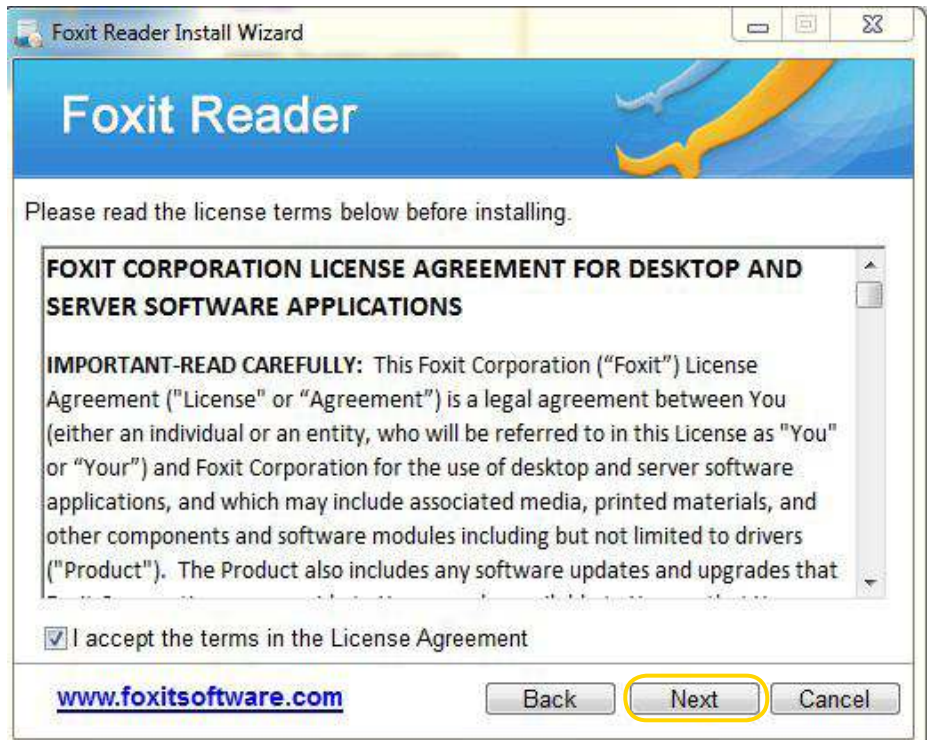 Foxit Reader Install Wizard
Foxit Reader
Please read the license terms below before installing.
FOXIT CORPORATION LICENSE AGREEMENT FOR DESKTOP AND
SERVER SOFTWARE APPLICATIONS
IMPORTANT-READ CAREFULLY: This Foxit Corporation (“Foxit”) License
Agreement ("License" or “Agreement”) is a legal agreement between You
(either an individual or an entity, who will be referred to in this License as "You"
or “Your”) and Foxit Corporation for the use of desktop and server software
applications, and which may include associated media, printed materials, and
other components and software modules including but not limited to drivers
("Product"). The Product also includes any software updates and upgrades that
I accept the terms in the License Agreement
www.foxitsoftware.com
Back
Next
Cancel